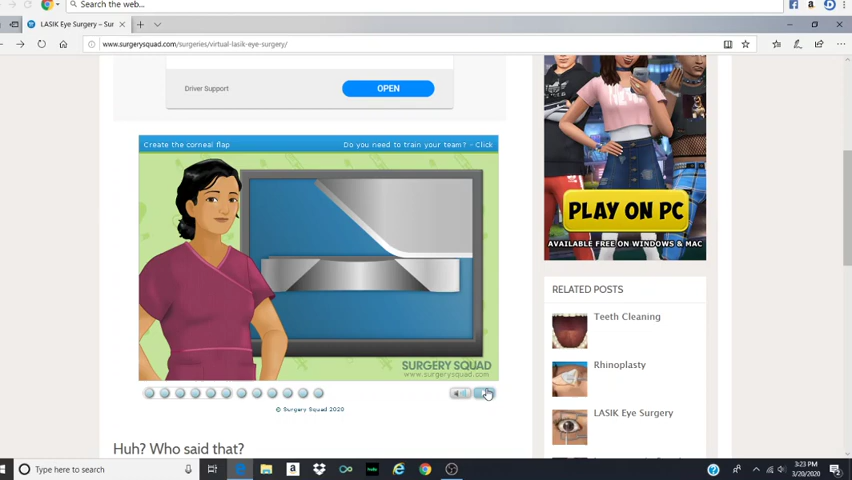 Search the web...
LASIK Eye Surgery – Sur
www.surgerysquad.com/surgeries/virtual-lasik-eye-surgery/
Driver Support
OPEN
Create the corneal flap
Do you need to train your team? - Click
SURGERY SQUAD
www.surgerysquad.com
© Surgery Squad 2020
Huh? Who said that?
PLAY ON PC
AVAILABLE FREE ON WINDOWS & MAC
RELATED POSTS
Teeth Cleaning
Rhinoplasty
LASIK Eye Surgery
Type here to search
hulu
3:23 PM
3/20/2020